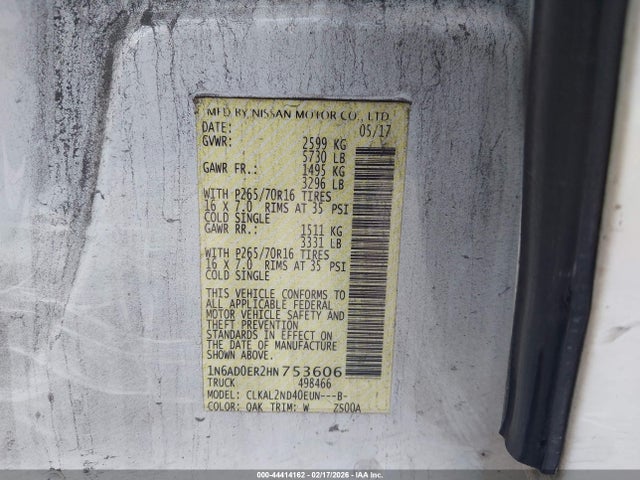 MFD BY NISSAN MOTOR CO., LTD.
DATE: 05/17
GVWR: 2599 KG
5730 LB
GAWR FR.: 1495 KG
3296 LB
WITH P265/70R16 TIRES
16 X 7.0 RIMS AT 35 PSI
COLD SINGLE
GAWR RR.: 1511 KG
3331 LB
WITH P265/70R16 TIRES
16 X 7.0 RIMS AT 35 PSI
COLD SINGLE
THIS VEHICLE CONFORMS TO
ALL APPLICABLE FEDERAL
MOTOR VEHICLE SAFETY AND
THEFT PREVENTION
STANDARDS IN EFFECT ON
THE DATE OF MANUFACTURE
SHOWN ABOVE.
1N6AD0ER2HN753606
TRUCK 498466
MODEL: CLKAL2ND40EUN---B-
COLOR: QAK TRIM: W ZS00A
000-44414162 - 02/17/2026 - © IAA Inc.